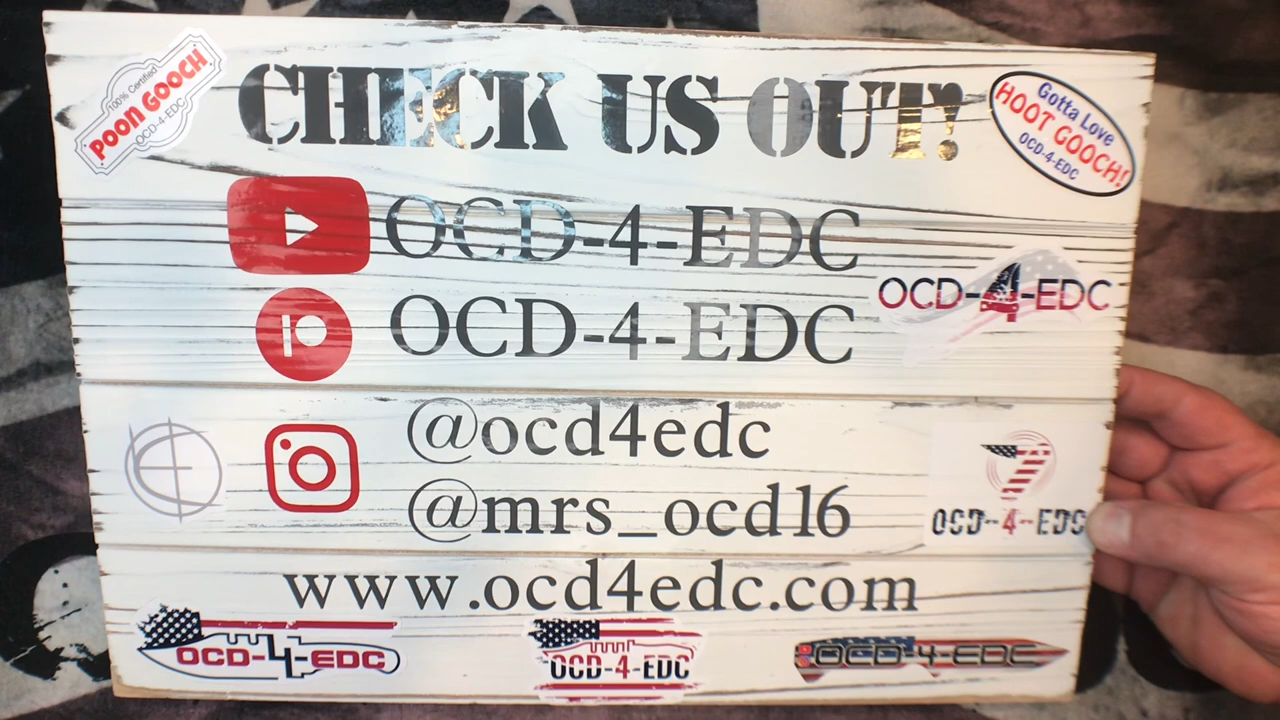 CHECK US OUT!
100% Certified
POON GOOCH
OCD-4-EDC
Gotta Love
HOOT GOOCH!
OCD-4-EDC
OCD-4-EDC
OCD-4-EDC
OCD-4-EDC
@ocd4edc
@mrs_ocd16
OCD-4-EDC
www.ocd4edc.com
OCD-4-EDC
OCD-4-EDC
OCD-4-EDC